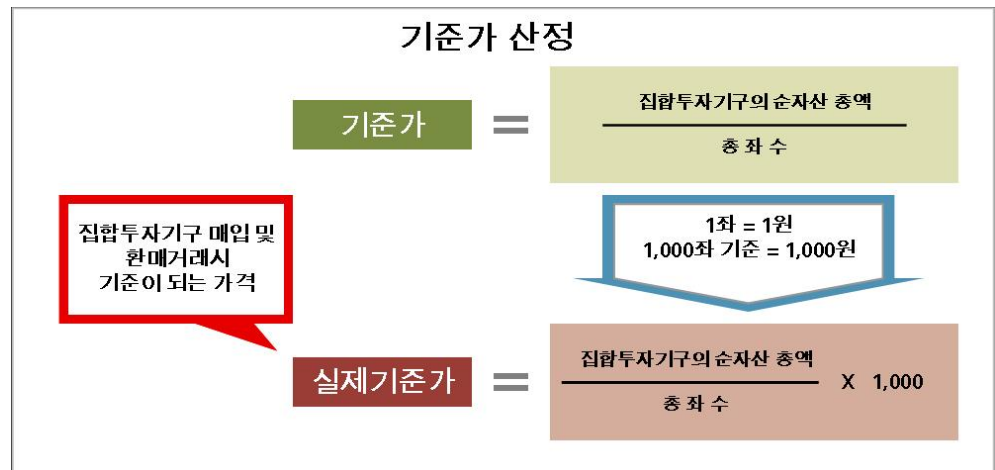 기준가 산정
기준가
=
집합투자기구의 순자산 총액
총 좌 수
집합투자기구 매입 및
환매거래시
기준이 되는 가격
1좌 = 1원
1,000좌 기준 = 1,000원
실제기준가
=
집합투자기구의 순자산 총액
총 좌 수
X 1,000